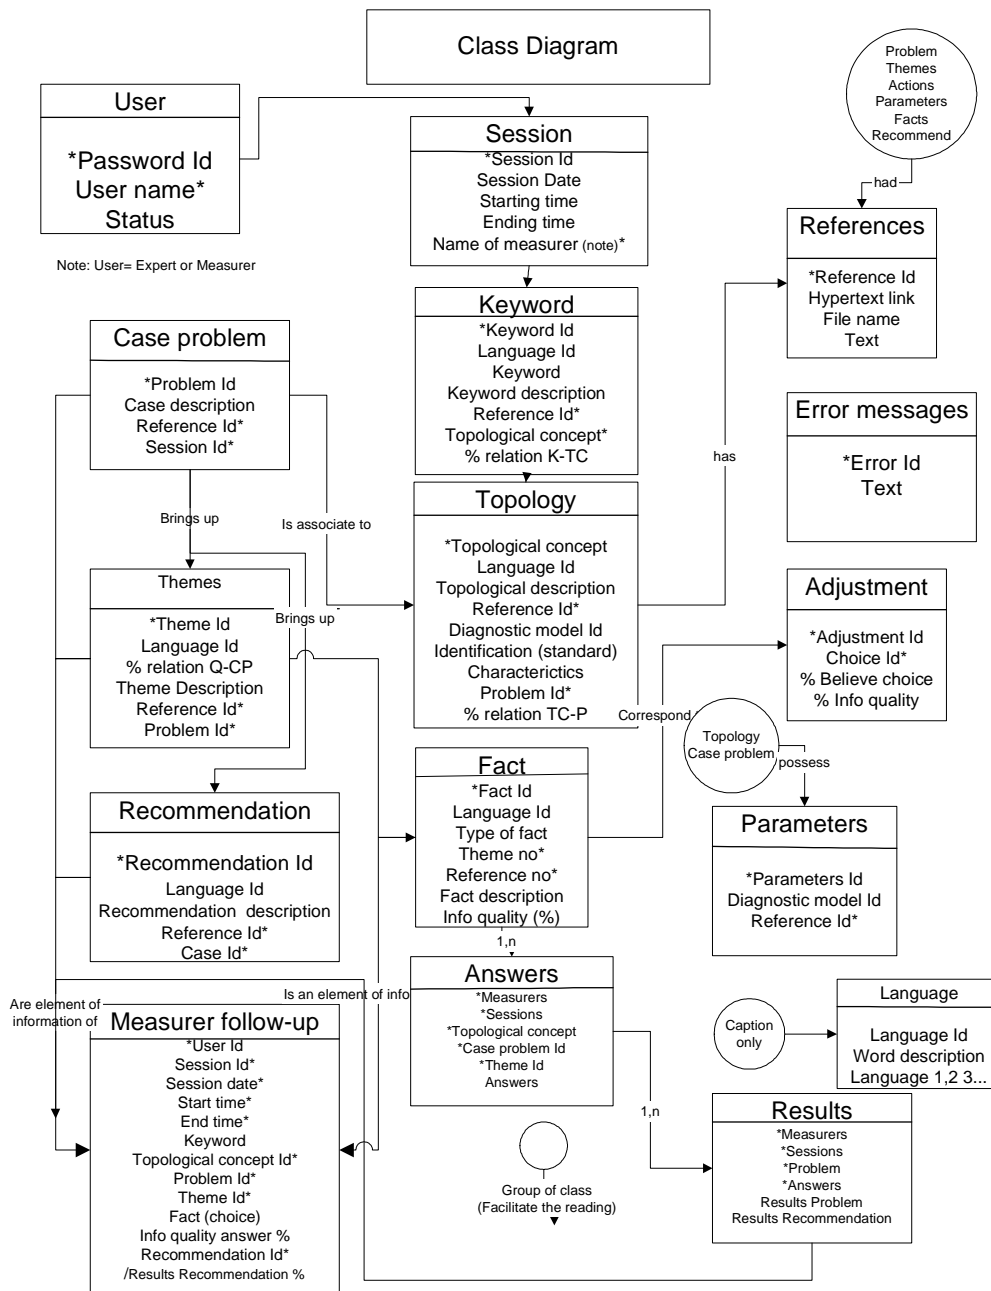 Class Diagram
Problem
Themes
Actions
Parameters
Facts
Recommend
had
User
*Password Id
User name*
Status
Note: User= Expert or Measurer
Session
*Session Id
Session Date
Starting time
Ending time
Name of measurer (note)*
References
*Reference Id
Hypertext link
File name
Text
Keyword
*Keyword Id
Language Id
Keyword
Keyword description
Reference Id*
Topological concept*
% relation K-TC
Case problem
*Problem Id
Case description
Reference Id*
Session Id*
has
Error messages
*Error Id
Text
Brings up
Is associate to
Topology
*Topological concept
Language Id
Topological description
Reference Id*
Diagnostic model Id
Identification (standard)
Characterictics
Problem Id*
% relation TC-P
Themes
*Theme Id
Language Id
% relation Q-CP
Theme Description
Reference Id*
Problem Id*
Brings up
Adjustment
*Adjustment Id
Choice Id*
% Believe choice
% Info quality
Correspond
Topology
Case problem
possess
Fact
*Fact Id
Language Id
Type of fact
Theme no*
Reference no*
Fact description
Info quality (%)
1,n
Recommendation
*Recommendation Id
Language Id
Recommendation description
Reference Id*
Case Id*
Parameters
*Parameters Id
Diagnostic model Id
Reference Id*
Are element of
information of
Is an element of info
Answers
*Measurers
*Sessions
*Topological concept
*Case problem Id
*Theme Id
Answers
1,n
Caption
only
Language
Language Id
Word description
Language 1,2 3...
Measurer follow-up
*User Id
Session Id*
Session date*
Start time*
End time*
Keyword
Topological concept Id*
Problem Id*
Theme Id*
Fact (choice)
Info quality answer %
Recommendation Id*
/Results Recommendation %
Group of class
(Facilitate the reading)
Results
*Measurers
*Sessions
*Problem
*Answers
Results Problem
Results Recommendation